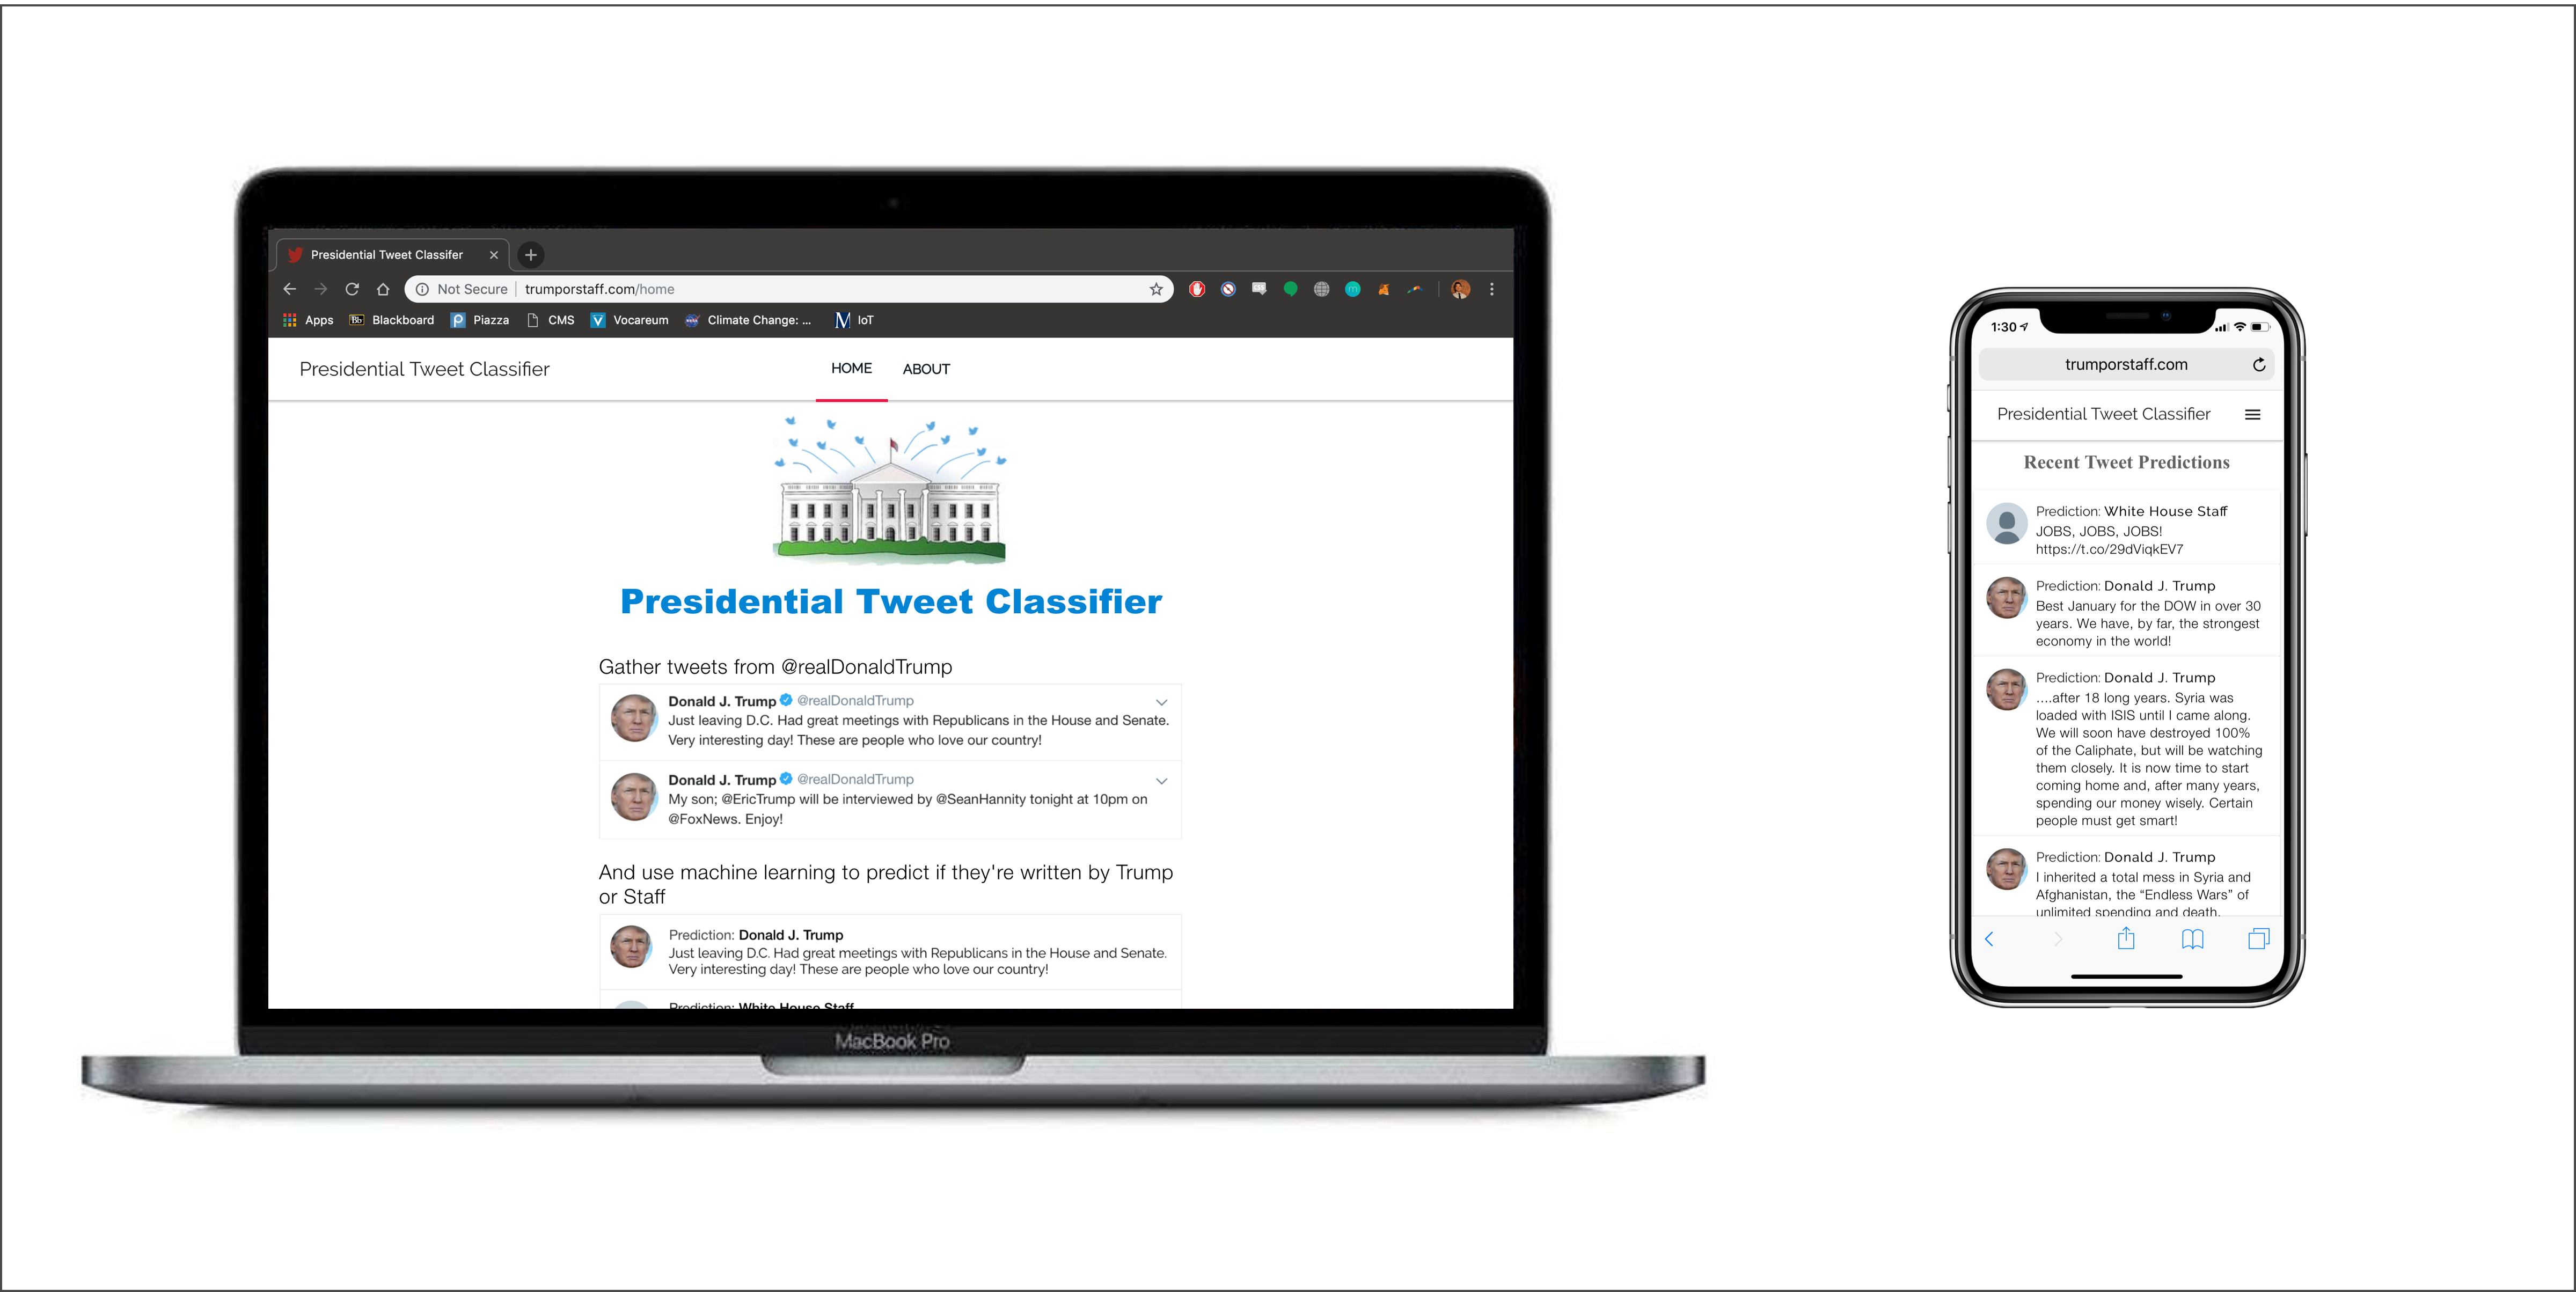 Presidential Tweet Classifer
Not Secure
trumporstaff.com/home
Apps
Blackboard
Piazza
CMS
Vocareum
Climate Change: ...
IoT
Presidential Tweet Classifier
HOME
ABOUT
Presidential Tweet Classifier
Gather tweets from @realDonaldTrump
Donald J. Trump @realDonaldTrump
Just leaving D.C. Had great meetings with Republicans in the House and Senate.
Very interesting day! These are people who love our country!
Donald J. Trump @realDonaldTrump
My son; @EricTrump will be interviewed by @SeanHannity tonight at 10pm on
@FoxNews. Enjoy!
And use machine learning to predict if they're written by Trump
or Staff
Prediction: Donald J. Trump
Just leaving D.C. Had great meetings with Republicans in the House and Senate.
Very interesting day! These are people who love our country!
Prediction: White House Staff
MacBook Pro
1:30
trumporstaff.com
Presidential Tweet Classifier
Recent Tweet Predictions
Prediction: White House Staff
JOBS, JOBS, JOBS!
https://t.co/29dViqkEV7
Prediction: Donald J. Trump
Best January for the DOW in over 30
years. We have, by far, the strongest
economy in the world!
Prediction: Donald J. Trump
....after 18 long years. Syria was
loaded with ISIS until I came along.
We will soon have destroyed 100%
of the Caliphate, but will be watching
them closely. It is now time to start
coming home and, after many years,
spending our money wisely. Certain
people must get smart!
Prediction: Donald J. Trump
I inherited a total mess in Syria and
Afghanistan, the “Endless Wars” of
unlimited spending and death.